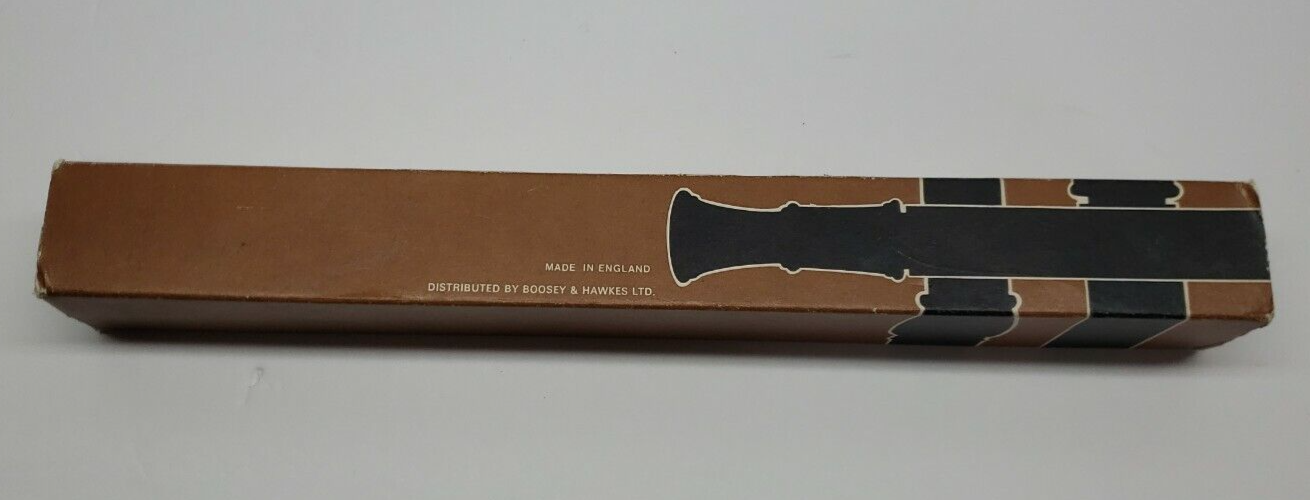 MADE IN ENGLAND
DISTRIBUTED BY BOOSEY & HAWKES LTD.